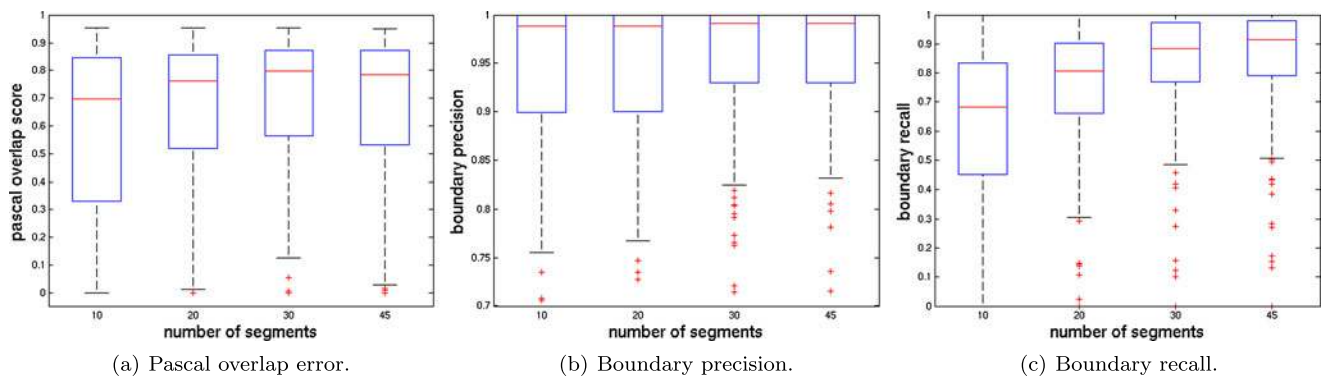 1
0.9
0.8
0.7
0.6
0.5
0.4
0.3
0.2
0.1
0
pascal overlap score
10 20 30 45
number of segments
(a) Pascal overlap error.
1
0.95
0.9
0.85
0.8
0.75
0.7
boundary precision
10 20 30 45
number of segments
(b) Boundary precision.
1
0.9
0.8
0.7
0.6
0.5
0.4
0.3
0.2
0.1
0
boundary recall
10 20 30 45
number of segments
(c) Boundary recall.